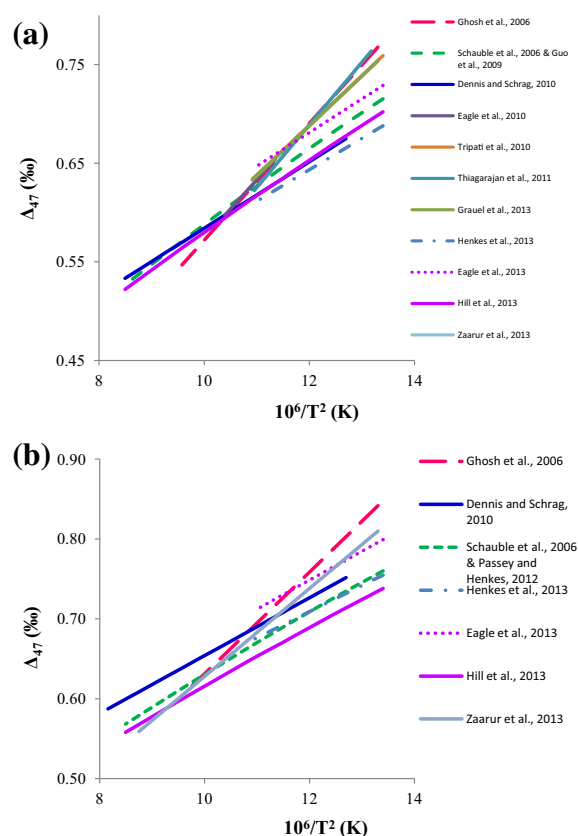 (a)
Ghosh et al., 2006
Schauble et al., 2006 & Guo
et al., 2009
Dennis and Schrag, 2010
Eagle et al., 2010
Tripati et al., 2010
Thiagarajan et al., 2011
Grauel et al., 2013
Henkes et al., 2013
Eagle et al., 2013
Hill et al., 2013
Zaarur et al., 2013
Δ47 (‰)
0.75
0.65
0.55
0.45
8 10 12 14
10⁶/T² (K)
(b)
Ghosh et al., 2006
Dennis and Schrag,
2010
Schauble et al., 2006
& Passey and
Henkes, 2012
Henkes et al., 2013
Eagle et al., 2013
Hill et al., 2013
Zaarur et al., 2013
Δ47 (‰)
0.90
0.80
0.70
0.60
0.50
8 10 12 14
10⁶/T² (K)